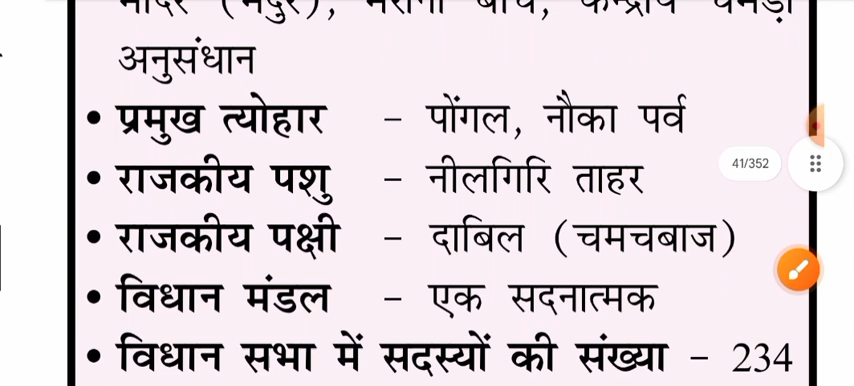 अनुसंधान
• प्रमुख त्योहार – पोंगल, नौका पर्व
• राजकीय पशु – नीलगिरि ताहर
41/352
• राजकीय पक्षी – दाबिल (चमचबाज)
• विधान मंडल – एक सदनात्मक
• विधान सभा में सदस्यों की संख्या – 234